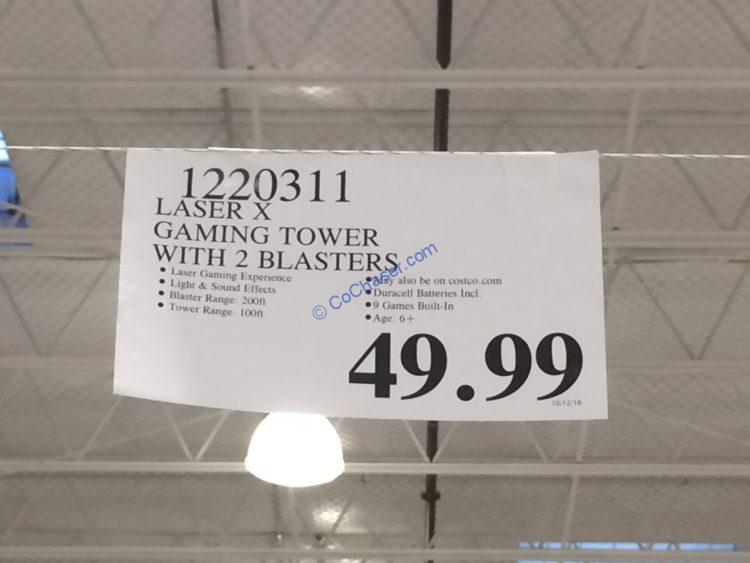 1220311
LASER X
GAMING TOWER
WITH 2 BLASTERS
• Laser Gaming Experience
• Light & Sound Effects
• Blaster Range: 200ft
• Tower Range: 100ft
• May also be on costco.com
• Duracell Batteries Incl.
• 9 Games Built-In
• Age: 6+
49.99
10/12/18
© CoChaser.com